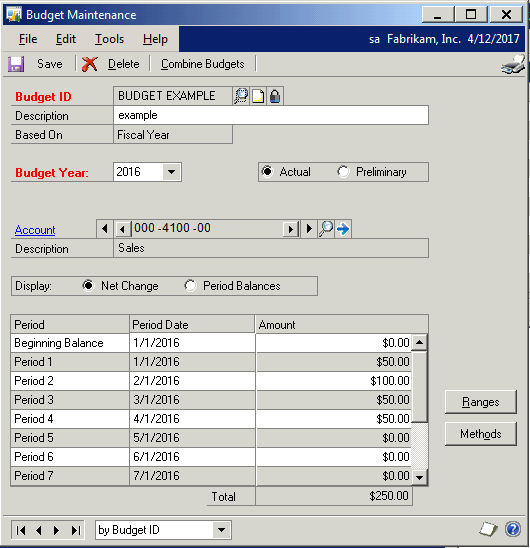 Budget Maintenance
File Edit Tools Help sa Fabrikam, Inc. 4/12/2017
Save Delete Combine Budgets
Budget ID BUDGET EXAMPLE
Description example
Based On Fiscal Year
Budget Year: 2016 Actual Preliminary
Account 000 -4100 -00
Description Sales
Display: Net Change Period Balances
Period Period Date Amount
Beginning Balance 1/1/2016 $0.00
Period 1 1/1/2016 $50.00
Period 2 2/1/2016 $100.00
Period 3 3/1/2016 $50.00
Period 4 4/1/2016 $50.00
Period 5 5/1/2016 $0.00
Period 6 6/1/2016 $0.00
Period 7 7/1/2016 $0.00
Ranges
Methods
Total $250.00
by Budget ID